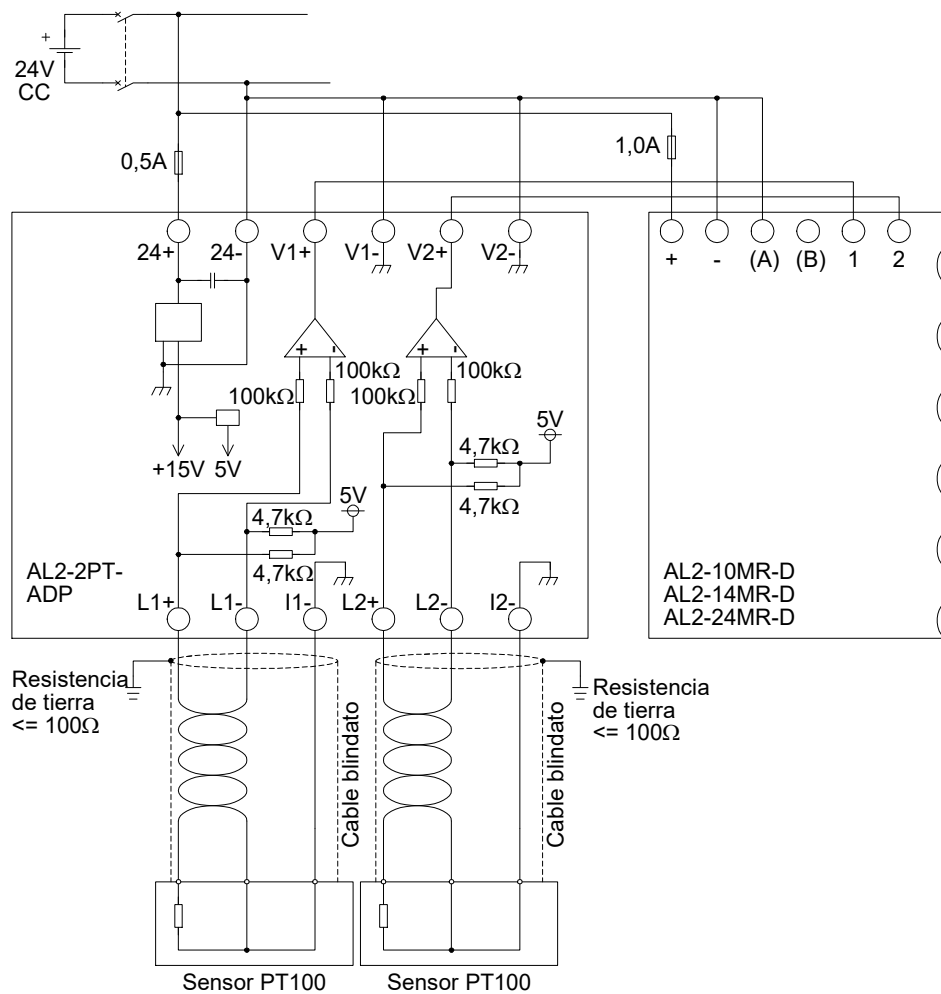 +
24V
CC
0,5A
1,0A
24+ 24- V1+ V1- V2+ V2-
+ - (A) (B) 1 2
+ -
+ -
100kΩ
100kΩ
100kΩ
100kΩ
5V
4,7kΩ
4,7kΩ
+15V 5V
5V
4,7kΩ
4,7kΩ
AL2-2PT-
ADP
AL2-10MR-D
AL2-14MR-D
AL2-24MR-D
L1+ L1- I1- L2+ L2- I2-
Resistencia
de tierra
<= 100Ω
Cable blindato
Cable blindato
Resistencia
de tierra
<= 100Ω
Sensor PT100
Sensor PT100